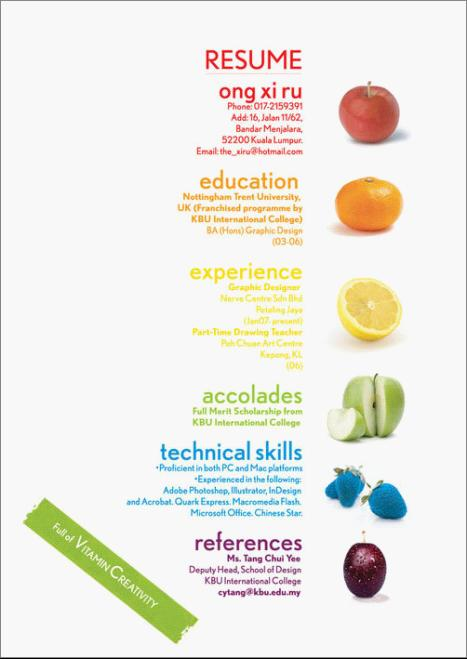 RESUME
ong xi ru
Phone: 017-2159391
Add: 16, Jalan 11/62,
Bandar Menjalara,
52200 Kuala Lumpur.
Email: the_xiru@hotmail.com
education
Nottingham Trent University,
UK (Franchised programme by
KBU International College)
BA (Hons) Graphic Design
(03-06)
experience
Graphic Designer
Nerve Centre Sdn Bhd
Petaling Jaya
(Jan07- present)
Part-Time Drawing Teacher
Poh Chuan Art Centre
Kepong, KL
(06)
accolades
Full Merit Scholarship from
KBU International College
technical skills
•Proficient in both PC and Mac platforms
•Experienced in the following:
Adobe Photoshop, Illustrator, InDesign
and Acrobat. Quark Express. Macromedia Flash.
Microsoft Office. Chinese Star.
references
Ms. Tang Chui Yee
Deputy Head, School of Design
KBU International College
cytang@kbu.edu.my
Full of VITAMIN CREATIVITY